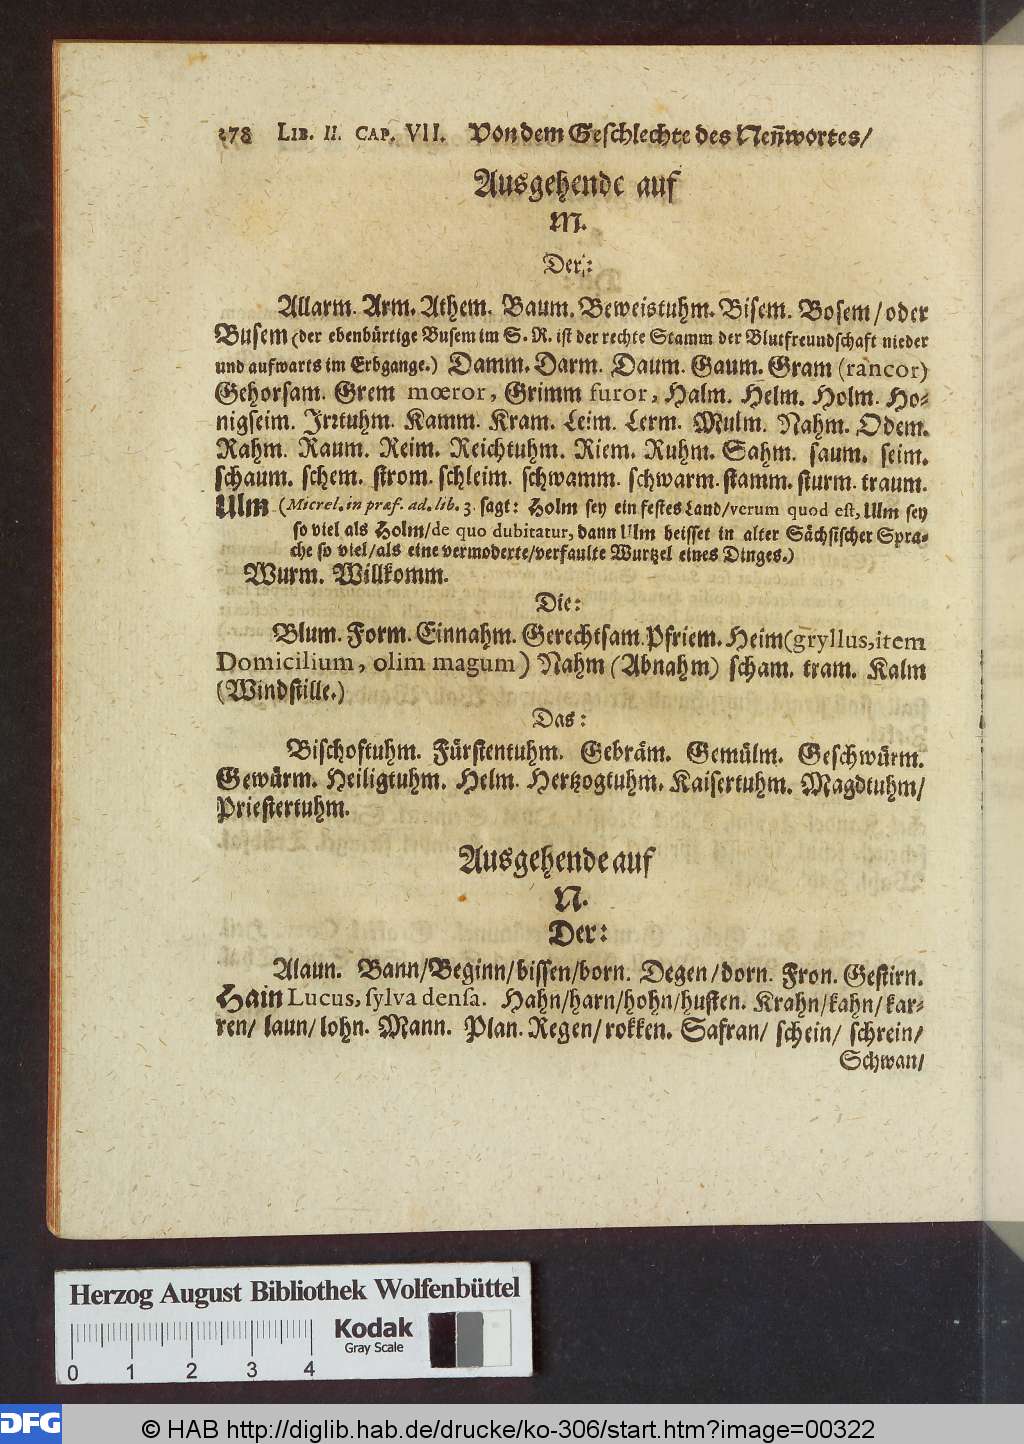 278 LIB. II. CAP. VII. Von dem Geschlechte des Neñwortes/
Ausgehende auf
M.
Der:
Allarm. Arm. Athem. Baum. Beweistuhm. Bisem. Bosem/oder
Busem (der ebenbürtige Busem im S. R. ist der rechte Stamm der Blutfreundschaft nieder
und aufwarts im Erbgange.) Damm. Darm. Daum. Gaum. Gram (rancor)
Gehorsam. Grem mœror, Grimm furor, Halm. Helm. Holm. Ho-
nigseim. Irrtuhm. Kamm. Kram. Leim. Lerm. Mulm. Nahm. Odem.
Rahm. Raum. Reim. Reichtuhm. Riem. Ruhm. Sahm. saum. seim.
schaum. schem. strom. schleim. schwamm. schwarm. stamm. sturm. traum.
Ulm (Micrel. in præf. ad. lib. 3. sagt: Holm sey ein festes Land/verum quod est, Ulm sey
so viel als Holm/de quo dubitatur, dann Ulm heisset in alter Sächsischer Spra-
che so viel/als eine vermoderte/verfaulte Wurtzel eines Dinges.)
Wurm. Willkomm.
Die:
Blum. Form. Einnahm. Gerechtsam. Pfriem. Heim (gryllus, item
Domicilium, olim magum) Nahm (Abnahm) scham. tram. Kalm
(Windstille.)
Das:
Bischoftuhm. Fürstentuhm. Gebräm. Gemülm. Geschwürm.
Gewürm. Heiligtuhm. Helm. Hertzogtuhm. Kaisertuhm. Magdtuhm/
Priestertuhm.
Ausgehende auf
N.
Der:
Alaun. Bann/Beginn/bissen/born. Degen/dorn. Fron. Gestirn.
Hain Lucus, sylva densa. Hahn/harn/hohn/husten. Krahn/kahn/kar-
ren/ laun/lohn. Mann. Plan. Regen/rokken. Safran/ schein/ schrein/
Schwan/
Herzog August Bibliothek Wolfenbüttel
Kodak
Gray Scale
0 1 2 3 4
DFG
© HAB http://diglib.hab.de/drucke/ko-306/start.htm?image=00322